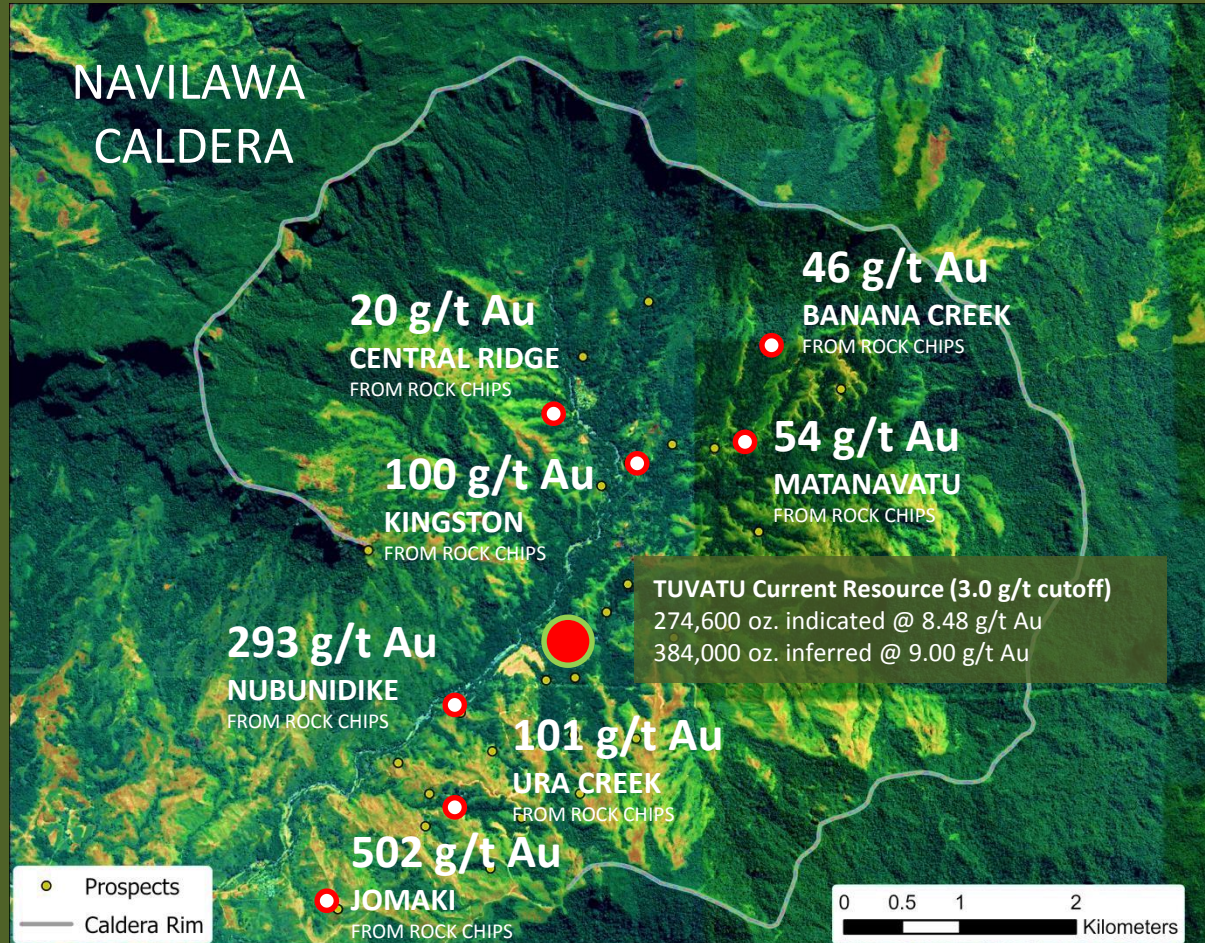 NAVILAWA
CALDERA
46 g/t Au
BANANA CREEK
FROM ROCK CHIPS
20 g/t Au
CENTRAL RIDGE
FROM ROCK CHIPS
54 g/t Au
MATANAVATU
FROM ROCK CHIPS
100 g/t Au
KINGSTON
FROM ROCK CHIPS
TUVATU Current Resource (3.0 g/t cutoff)
274,600 oz. indicated @ 8.48 g/t Au
384,000 oz. inferred @ 9.00 g/t Au
293 g/t Au
NUBUNIDIKE
FROM ROCK CHIPS
101 g/t Au
URA CREEK
FROM ROCK CHIPS
502 g/t Au
JOMAKI
FROM ROCK CHIPS
Prospects
Caldera Rim
0 0.5 1 2
Kilometers